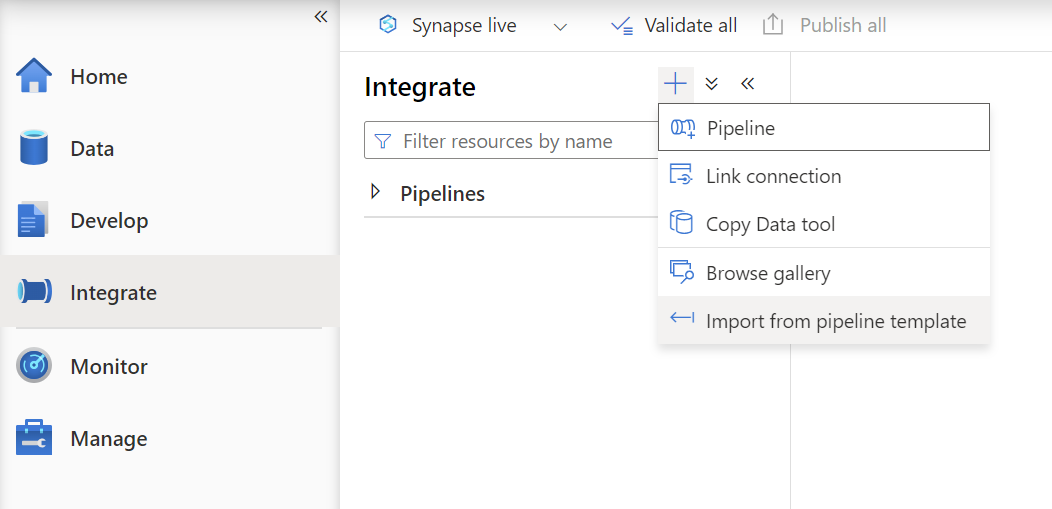 Home
Data
Develop
Integrate
Monitor
Manage
Synapse live
Validate all
Publish all
Integrate
Filter resources by name
Pipelines
Pipeline
Link connection
Copy Data tool
Browse gallery
Import from pipeline template